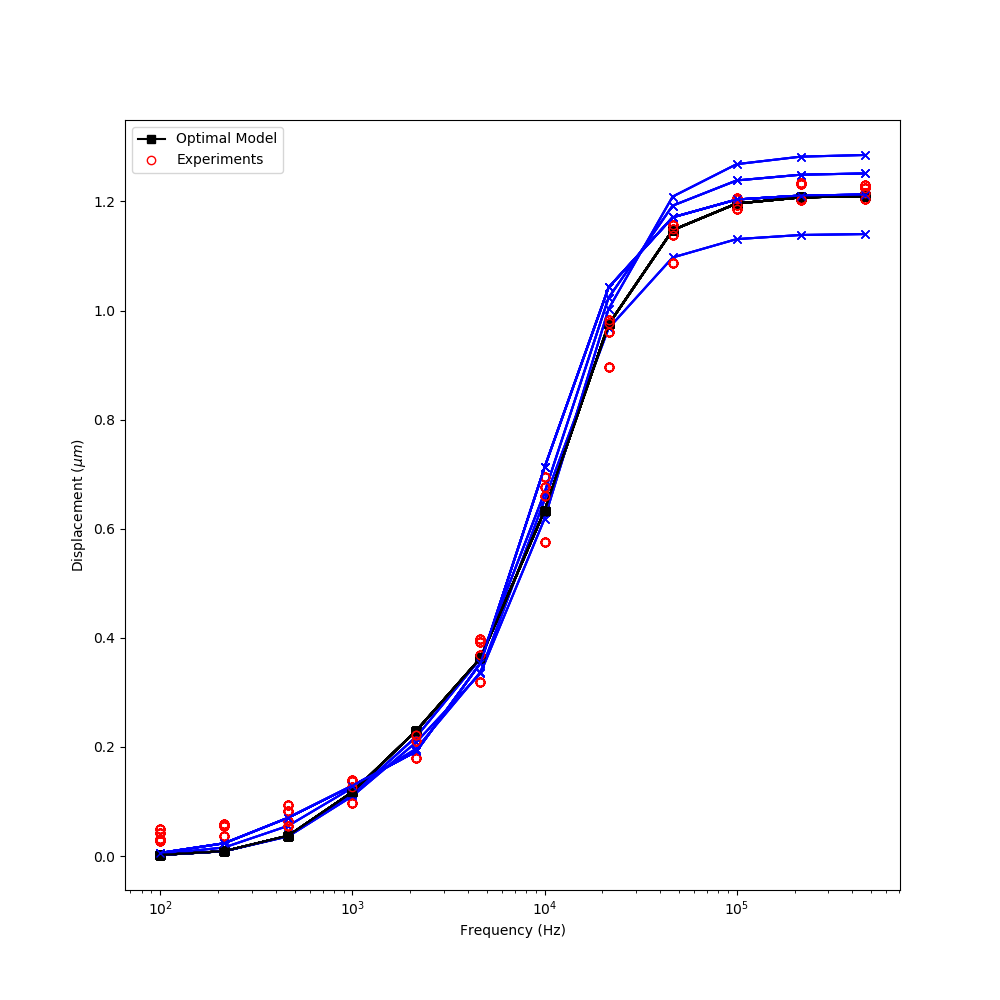 Optimal Model
Experiments
1.2
1.0
0.8
0.6
0.4
0.2
0.0
Displacement (μm)
10²
10³
10⁴
10⁵
Frequency (Hz)